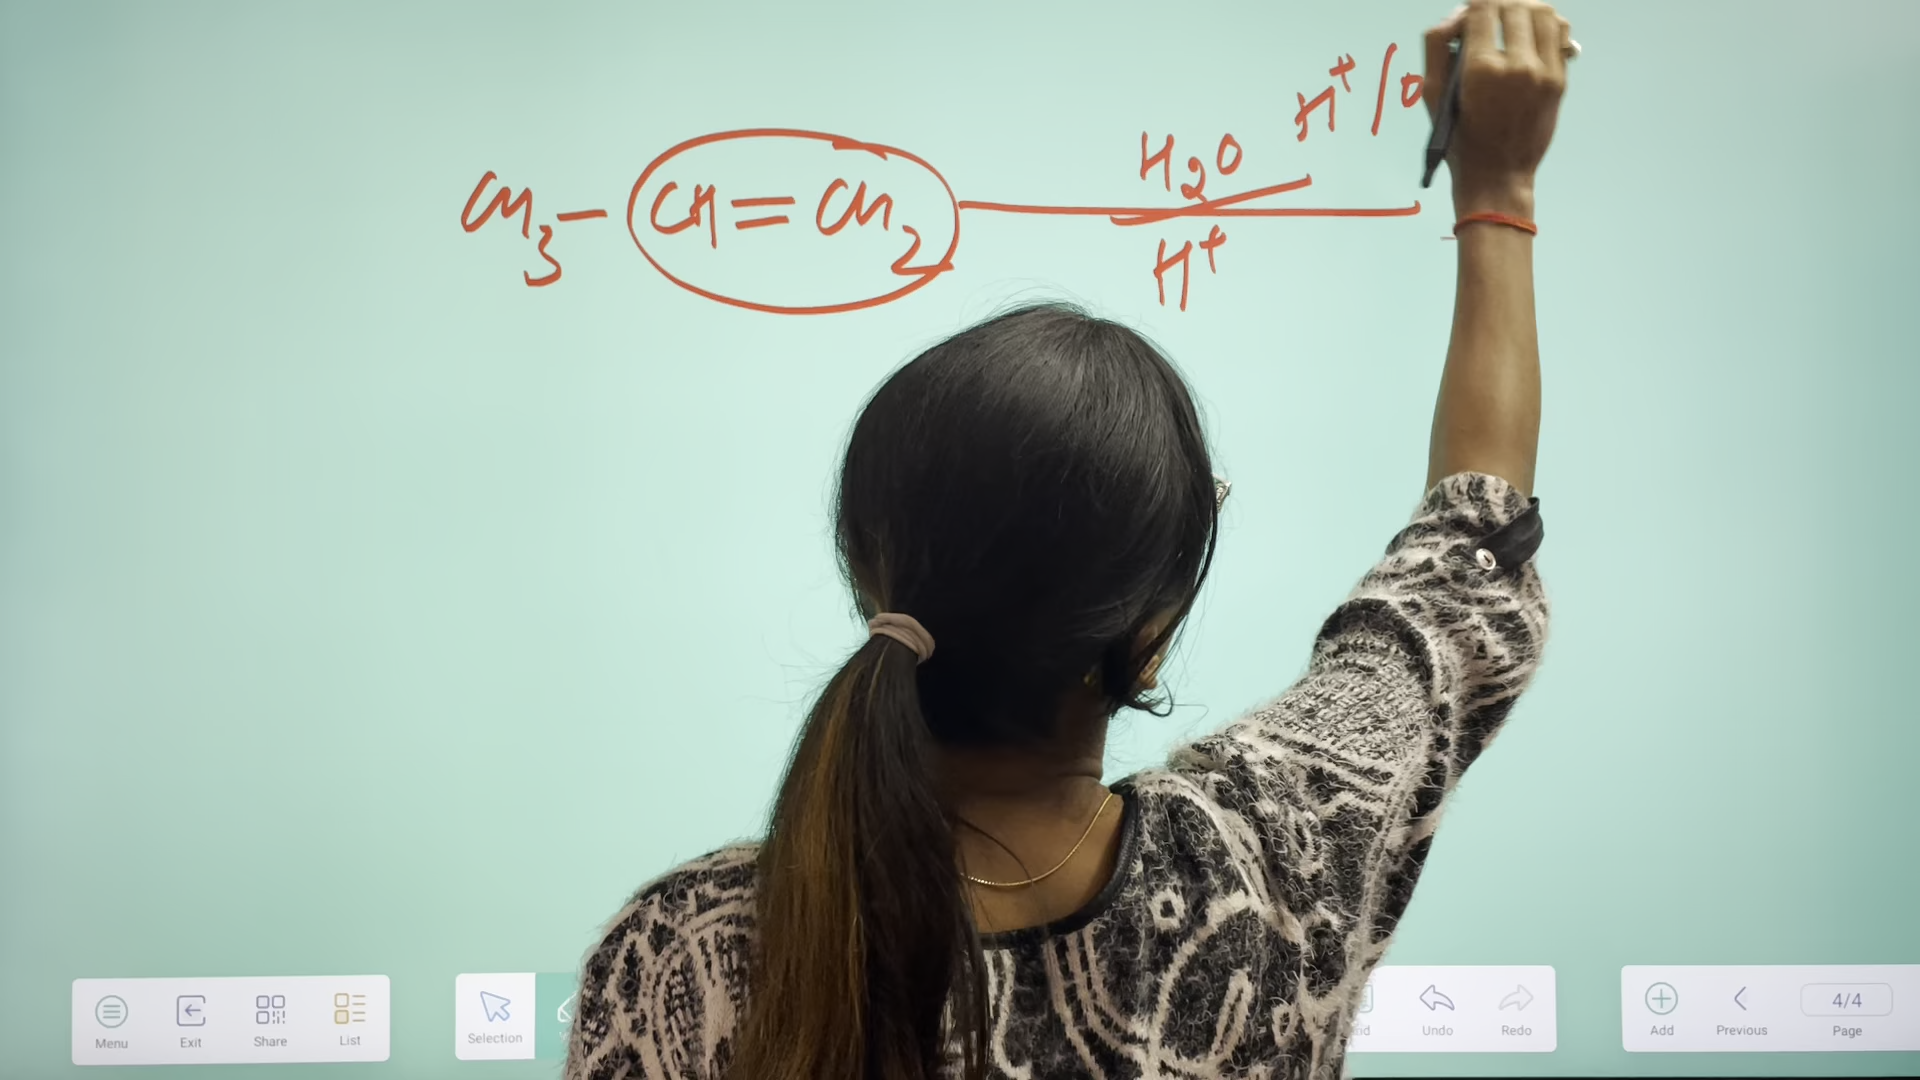 H⁺/O
H₂O
CH₃–CH=CH₂
H⁺
Menu Exit Share List
Selection
Undo Redo
Add Previous Page
4/4